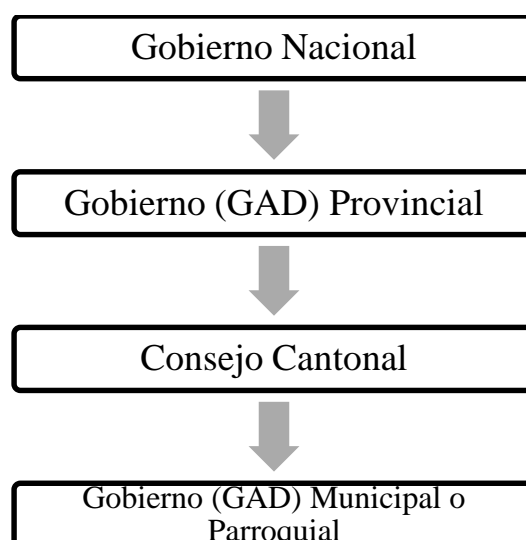 Gobierno Nacional
Gobierno (GAD) Provincial
Consejo Cantonal
Gobierno (GAD) Municipal o
Parroquial